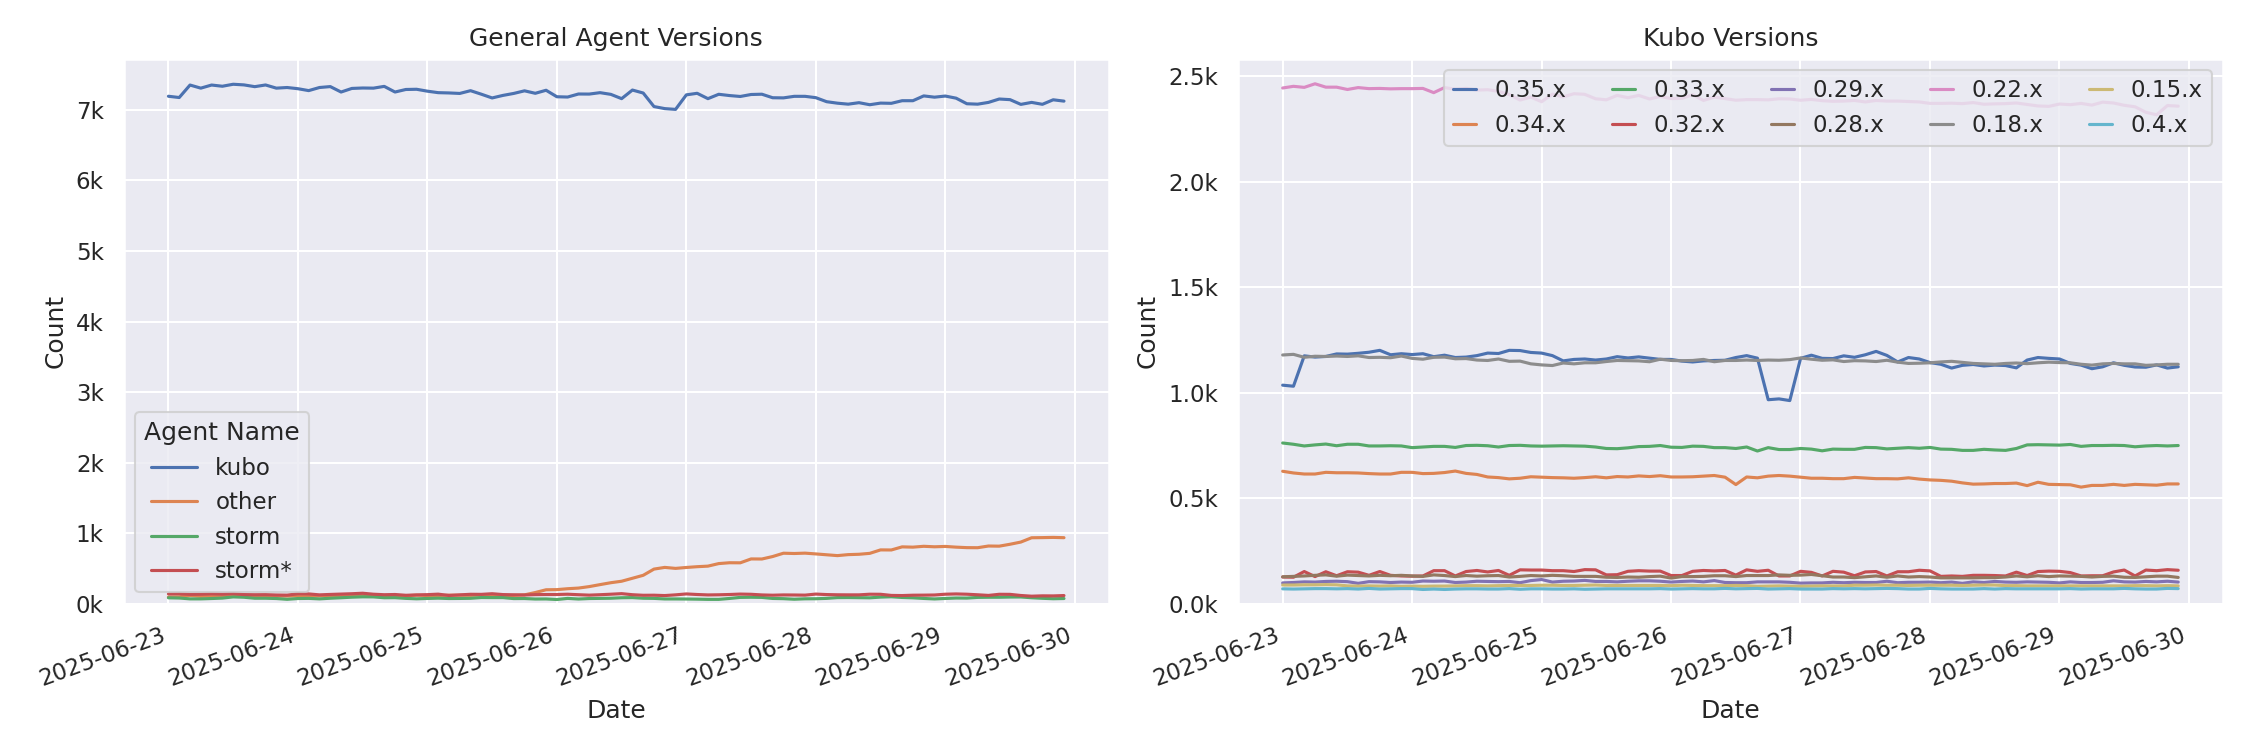 General Agent Versions
7k
6k
5k
4k
3k
2k
1k
0k
Count
Agent Name
kubo
other
storm
storm*
2025-06-23
2025-06-24
2025-06-25
2025-06-26
2025-06-27
2025-06-28
2025-06-29
2025-06-30
Date
Kubo Versions
2.5k
2.0k
1.5k
1.0k
0.5k
0.0k
Count
0.35.x 0.33.x 0.29.x 0.22.x 0.15.x
0.34.x 0.32.x 0.28.x 0.18.x 0.4.x
2025-06-23
2025-06-24
2025-06-25
2025-06-26
2025-06-27
2025-06-28
2025-06-29
2025-06-30
Date